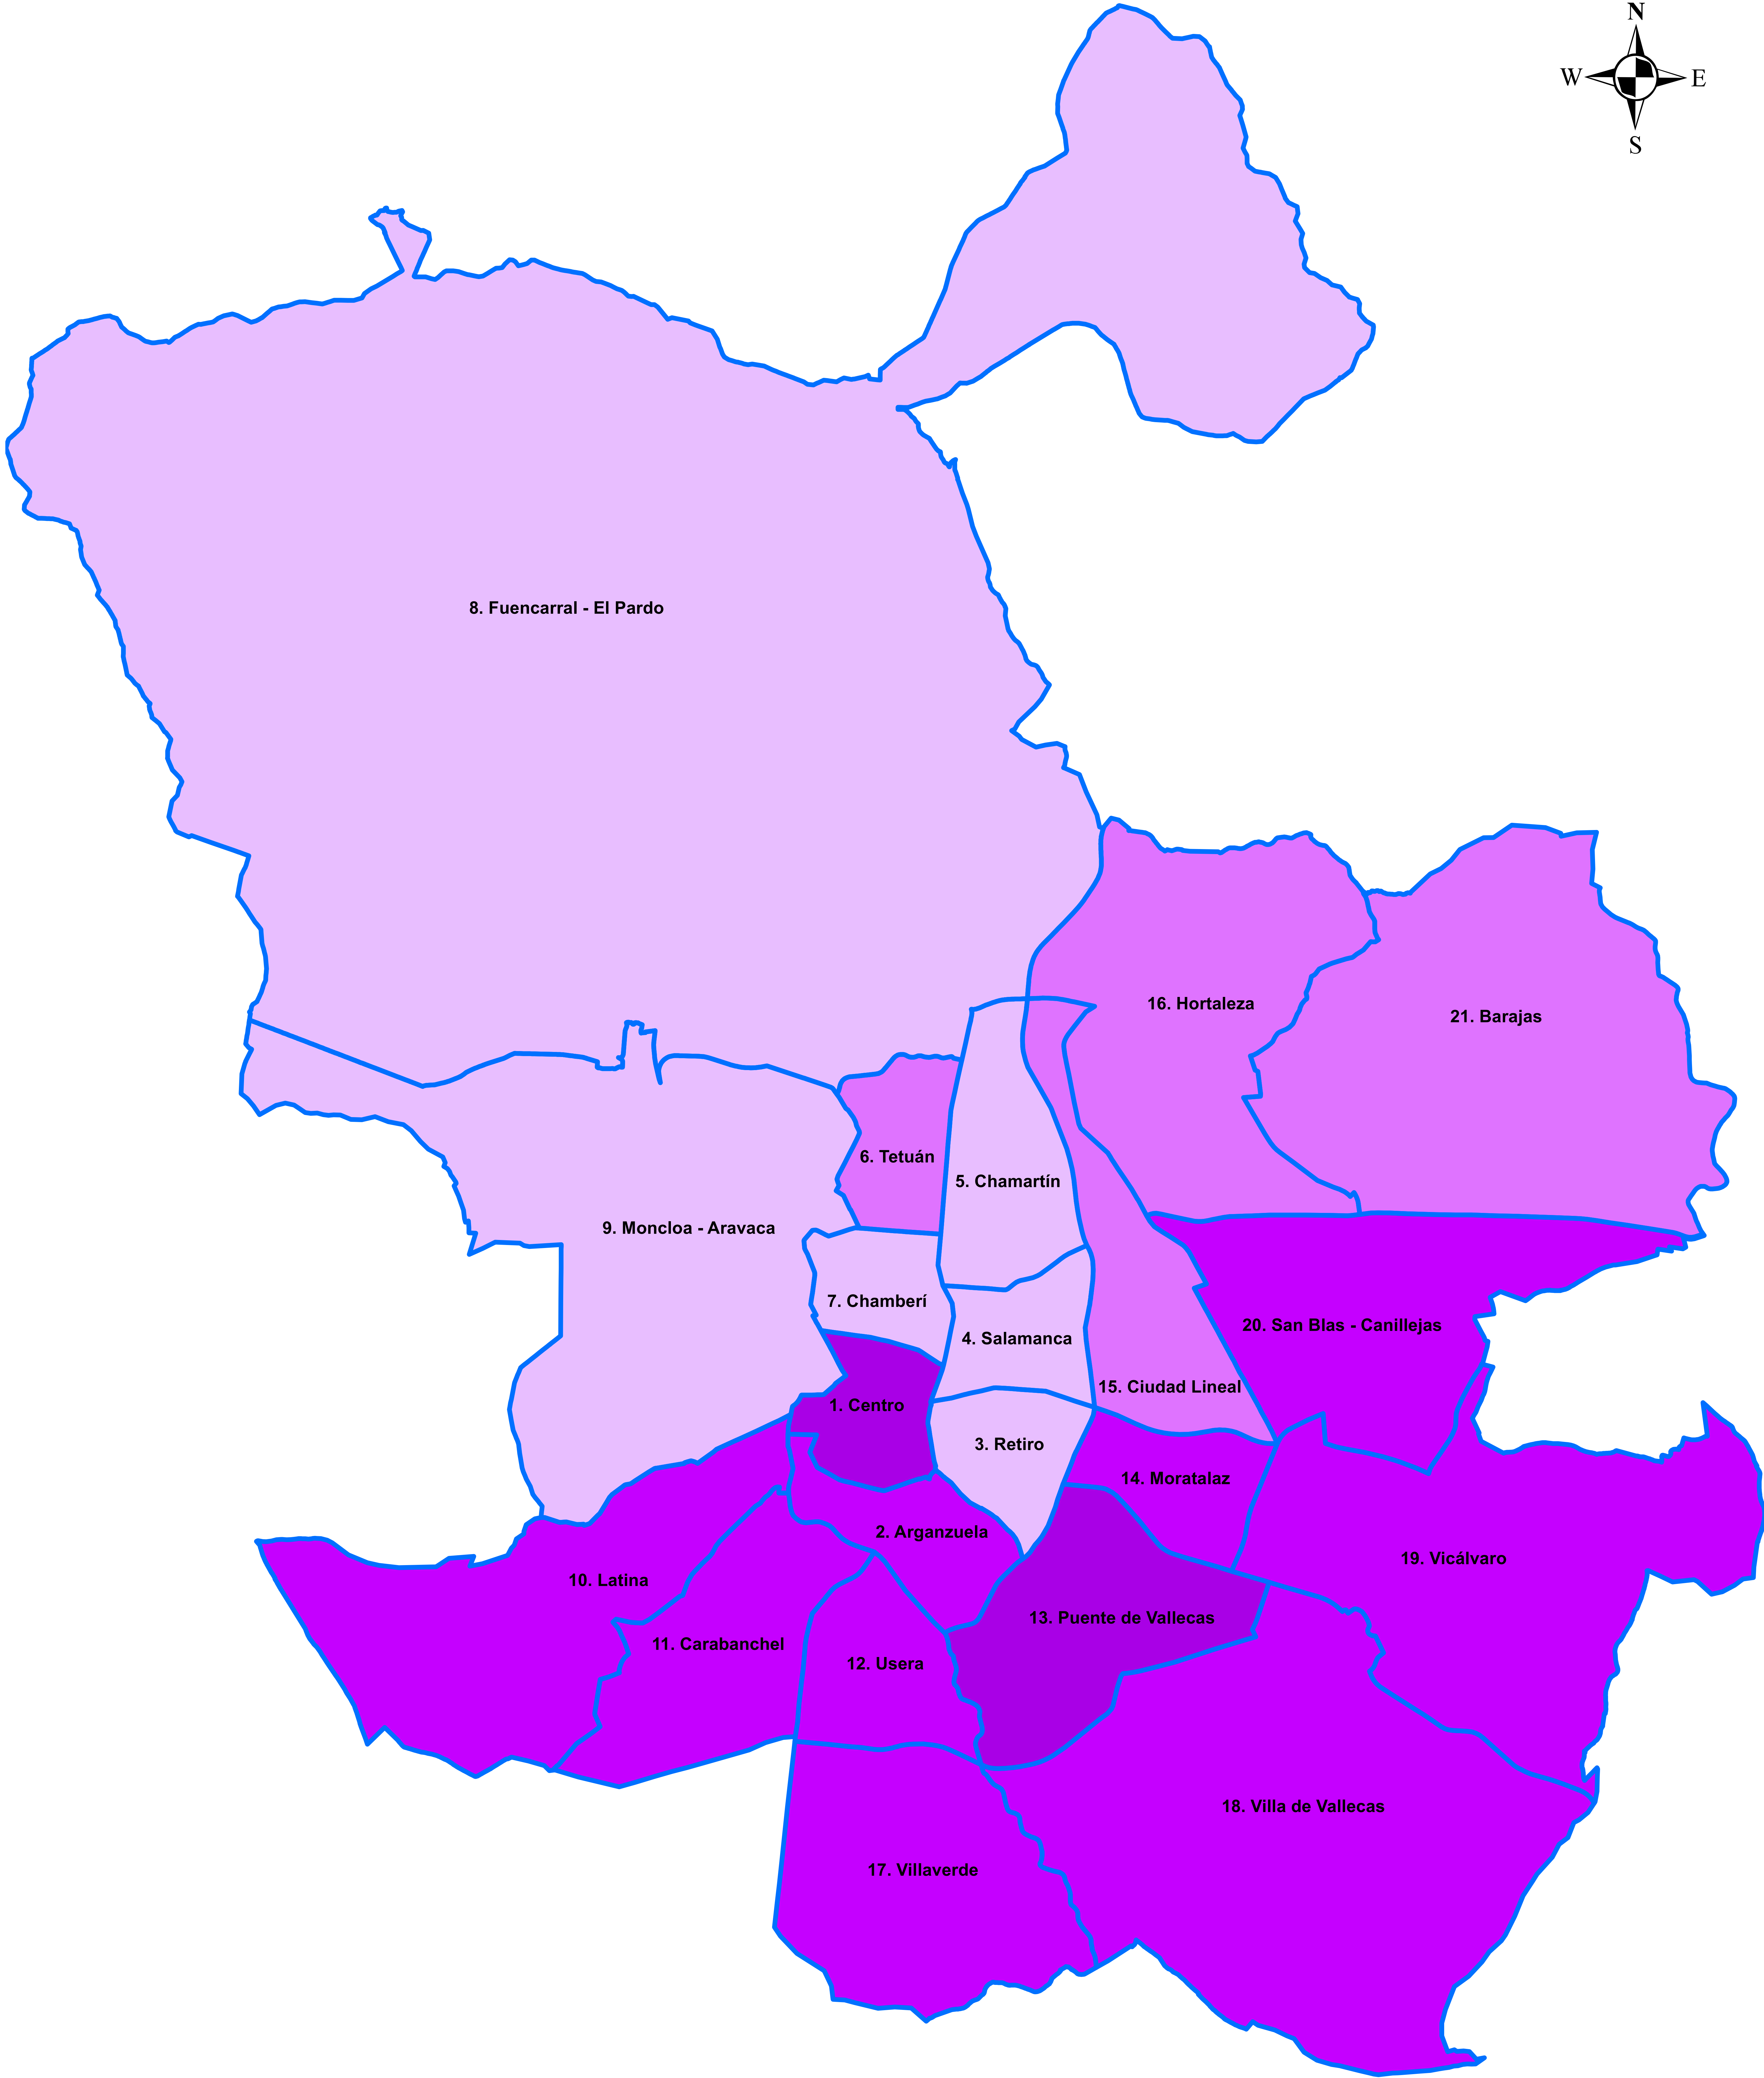 N
W
E
S
8. Fuencarral - El Pardo
16. Hortaleza
21. Barajas
6. Tetuán
5. Chamartín
9. Moncloa - Aravaca
7. Chamberí
20. San Blas - Canillejas
4. Salamanca
15. Ciudad Lineal
1. Centro
3. Retiro
14. Moratalaz
2. Arganzuela
19. Vicálvaro
10. Latina
13. Puente de Vallecas
11. Carabanchel
12. Usera
18. Villa de Vallecas
17. Villaverde